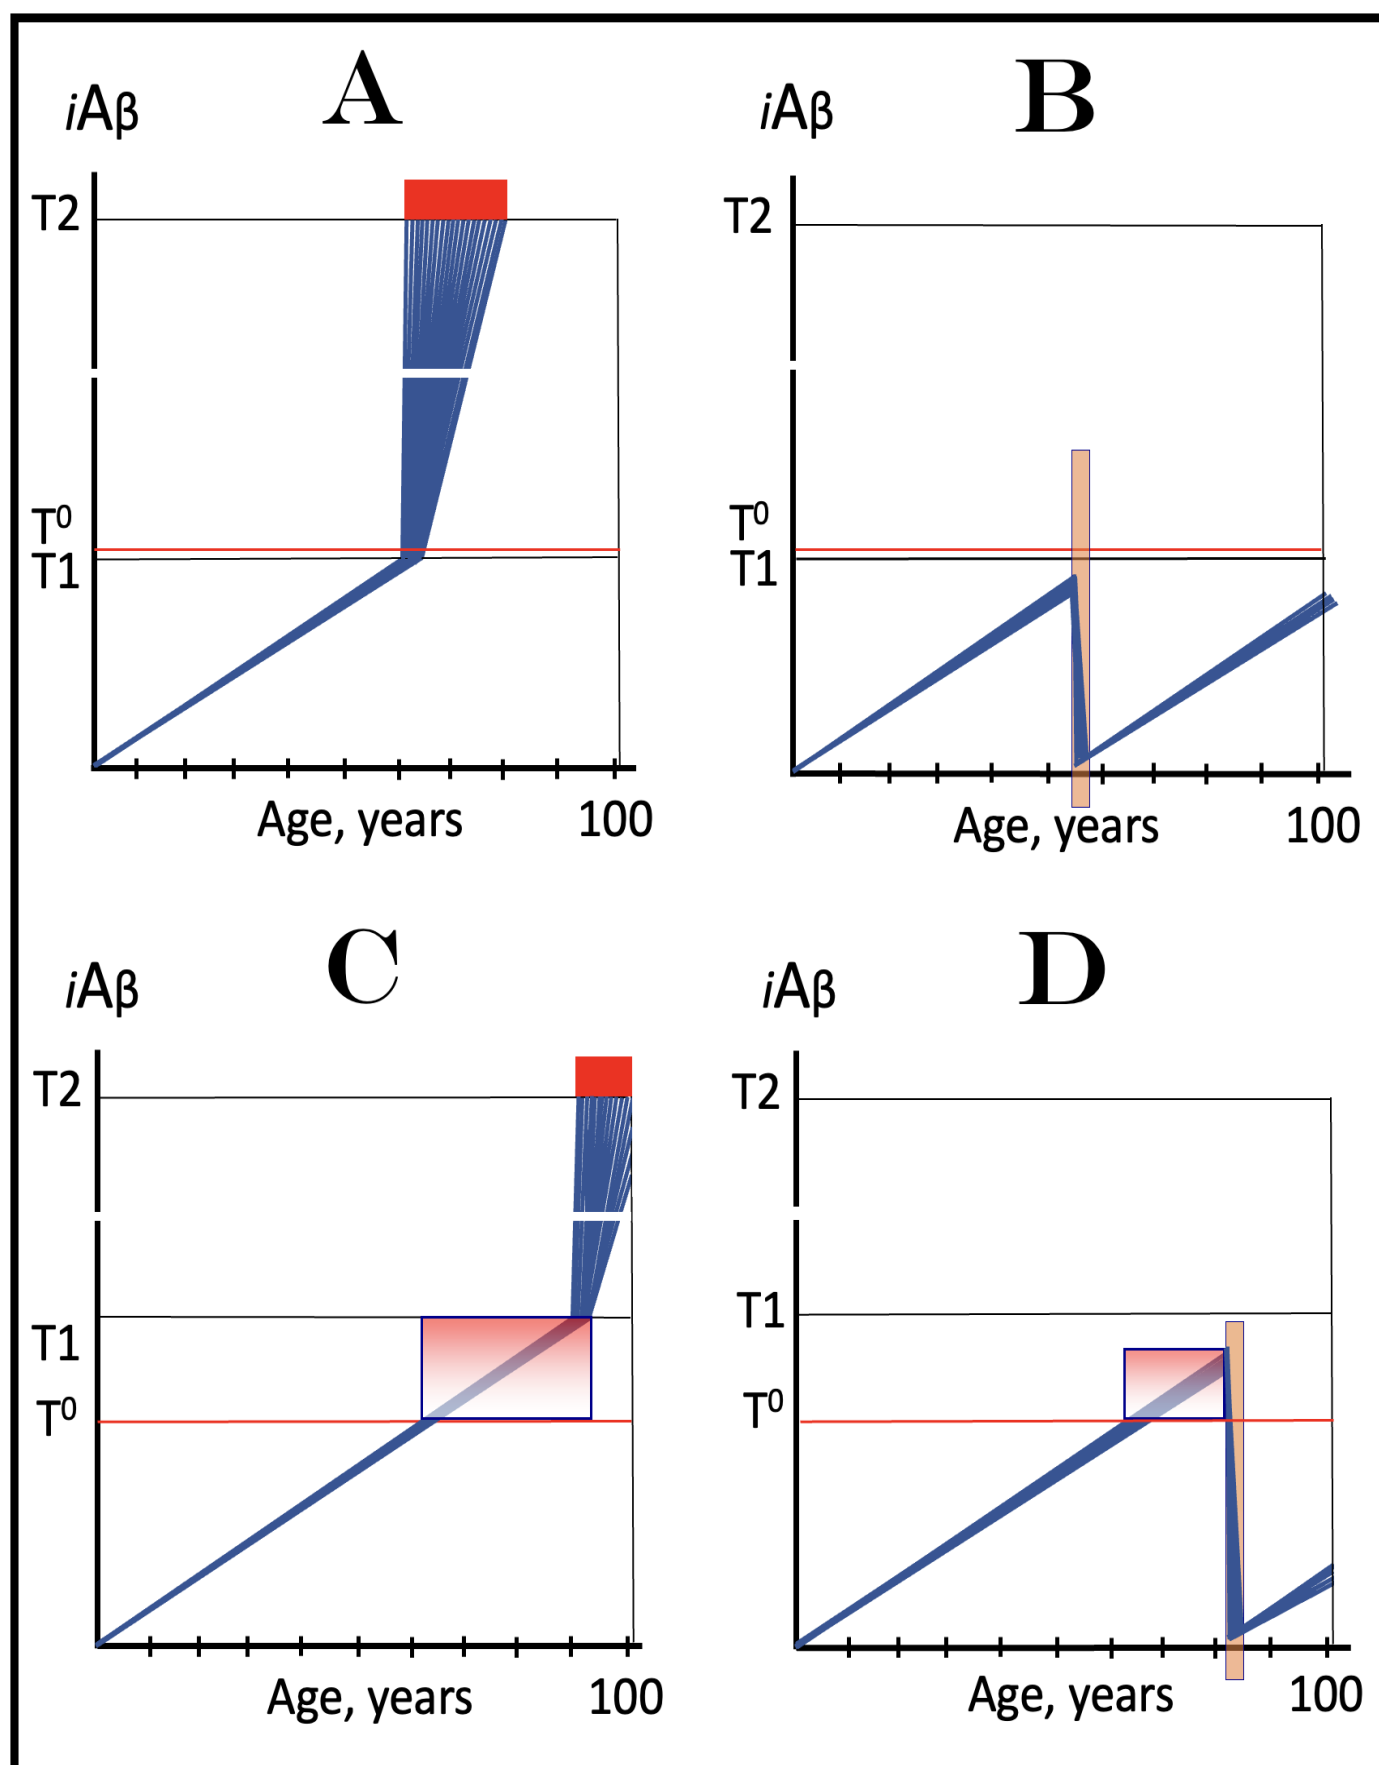 A
iAβ
T2
T⁰
T1
Age, years
100
B
iAβ
T2
T⁰
T1
Age, years
100
C
iAβ
T2
T1
T⁰
Age, years
100
D
iAβ
T2
T1
T⁰
Age, years
100